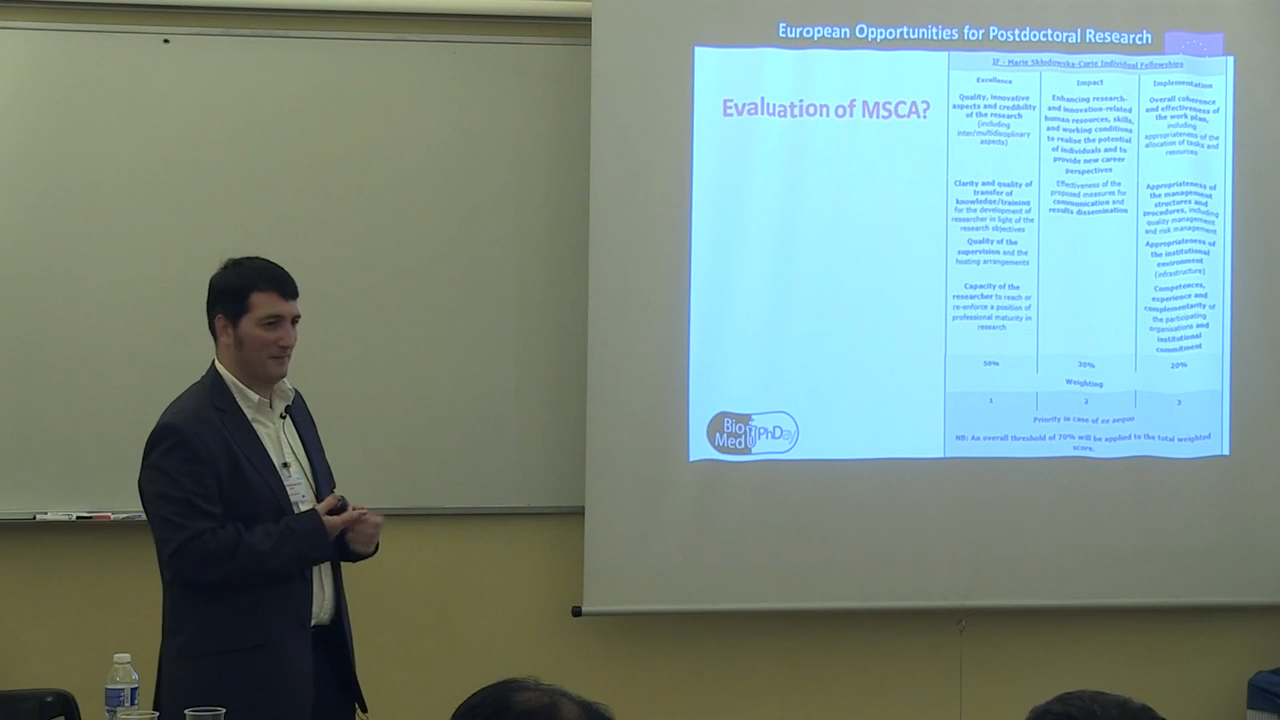 European Opportunities for Postdoctoral Research
Evaluation of MSCA?
IF - Marie Skłodowska-Curie Individual Fellowships
Excellence
Impact
Implementation
Quality, innovative
aspects and credibility
of the research
(including
inter/multidisciplinary
aspects)
Enhancing research-
and innovation-related
human resources, skills,
and working conditions
to realise the potential
of individuals and to
provide new career
perspectives
Overall coherence
and effectiveness of
the work plan,
including
appropriateness of the
allocation of tasks and
resources
Clarity and quality of
transfer of
knowledge/training
for the development of
researcher in light of the
research objectives
Effectiveness of the
proposed measures for
communication and
results dissemination
Appropriateness of
the management
structures and
procedures, including
quality management
and risk management
Quality of the
supervision and the
hosting arrangements
Appropriateness of
the institutional
environment
(infrastructure)
Capacity of the
researcher to reach or
re-enforce a position of
professional maturity in
research
Competences,
experience and
complementarity of
the participating
organisations and
institutional
commitment
50%
30%
20%
Weighting
1
2
3
Priority in case of ex aequo
NB: An overall threshold of 70% will be applied to the total weighted
score.
Bio
Med
PhDay